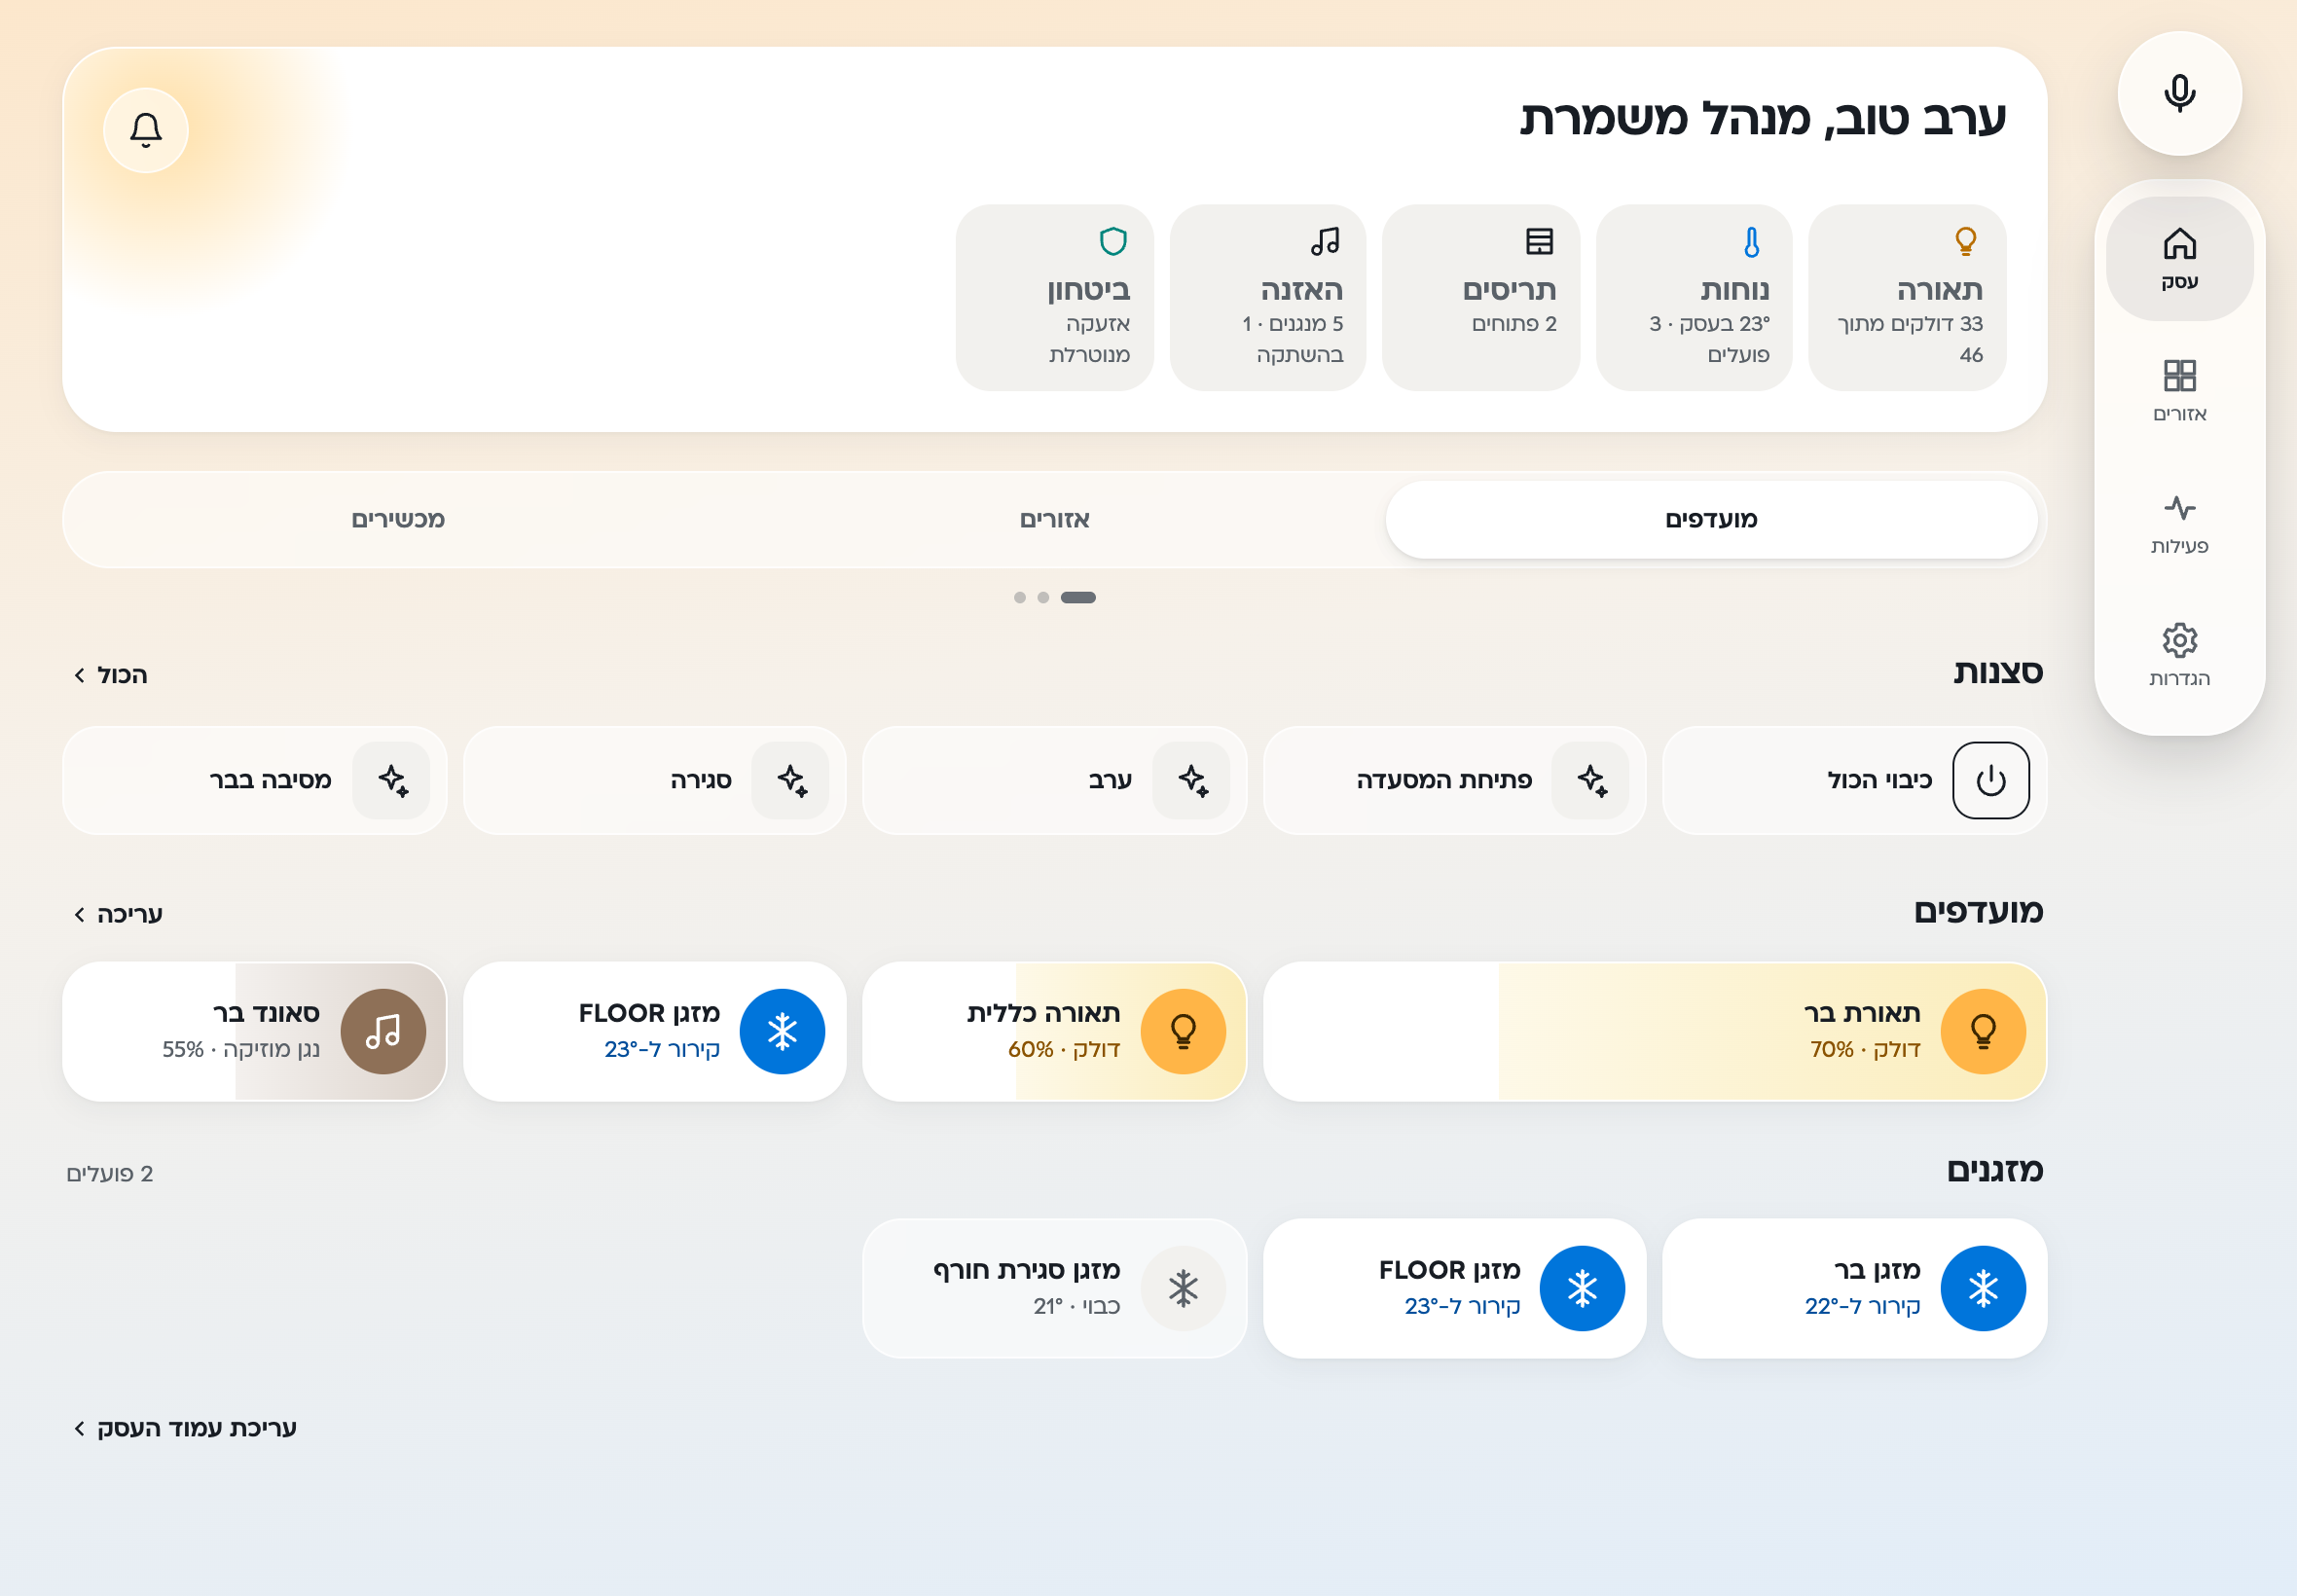 ערב טוב, מנהל משמרת
תאורה
33 דולקים מתוך
46
נוחות
23° בעסק · 3
פועלים
תריסים
2 פתוחים
האזנה
5 מנגנים · 1
בהשתקה
ביטחון
אזעקה
מנוטרלת
עסק
אזורים
פעילות
הגדרות
מועדפים
אזורים
מכשירים
סצנות
הכול
כיבוי הכול
פתיחת המסעדה
ערב
סגירה
מסיבה בבר
מועדפים
עריכה
תאורת בר
דולק · 70%
תאורה כללית
דולק · 60%
מזגן FLOOR
קירור ל-23°
סאונד בר
נגן מוזיקה · 55%
מזגנים
2 פועלים
מזגן בר
קירור ל-22°
מזגן FLOOR
קירור ל-23°
מזגן סגירת חורף
כבוי · 21°
עריכת עמוד העסק